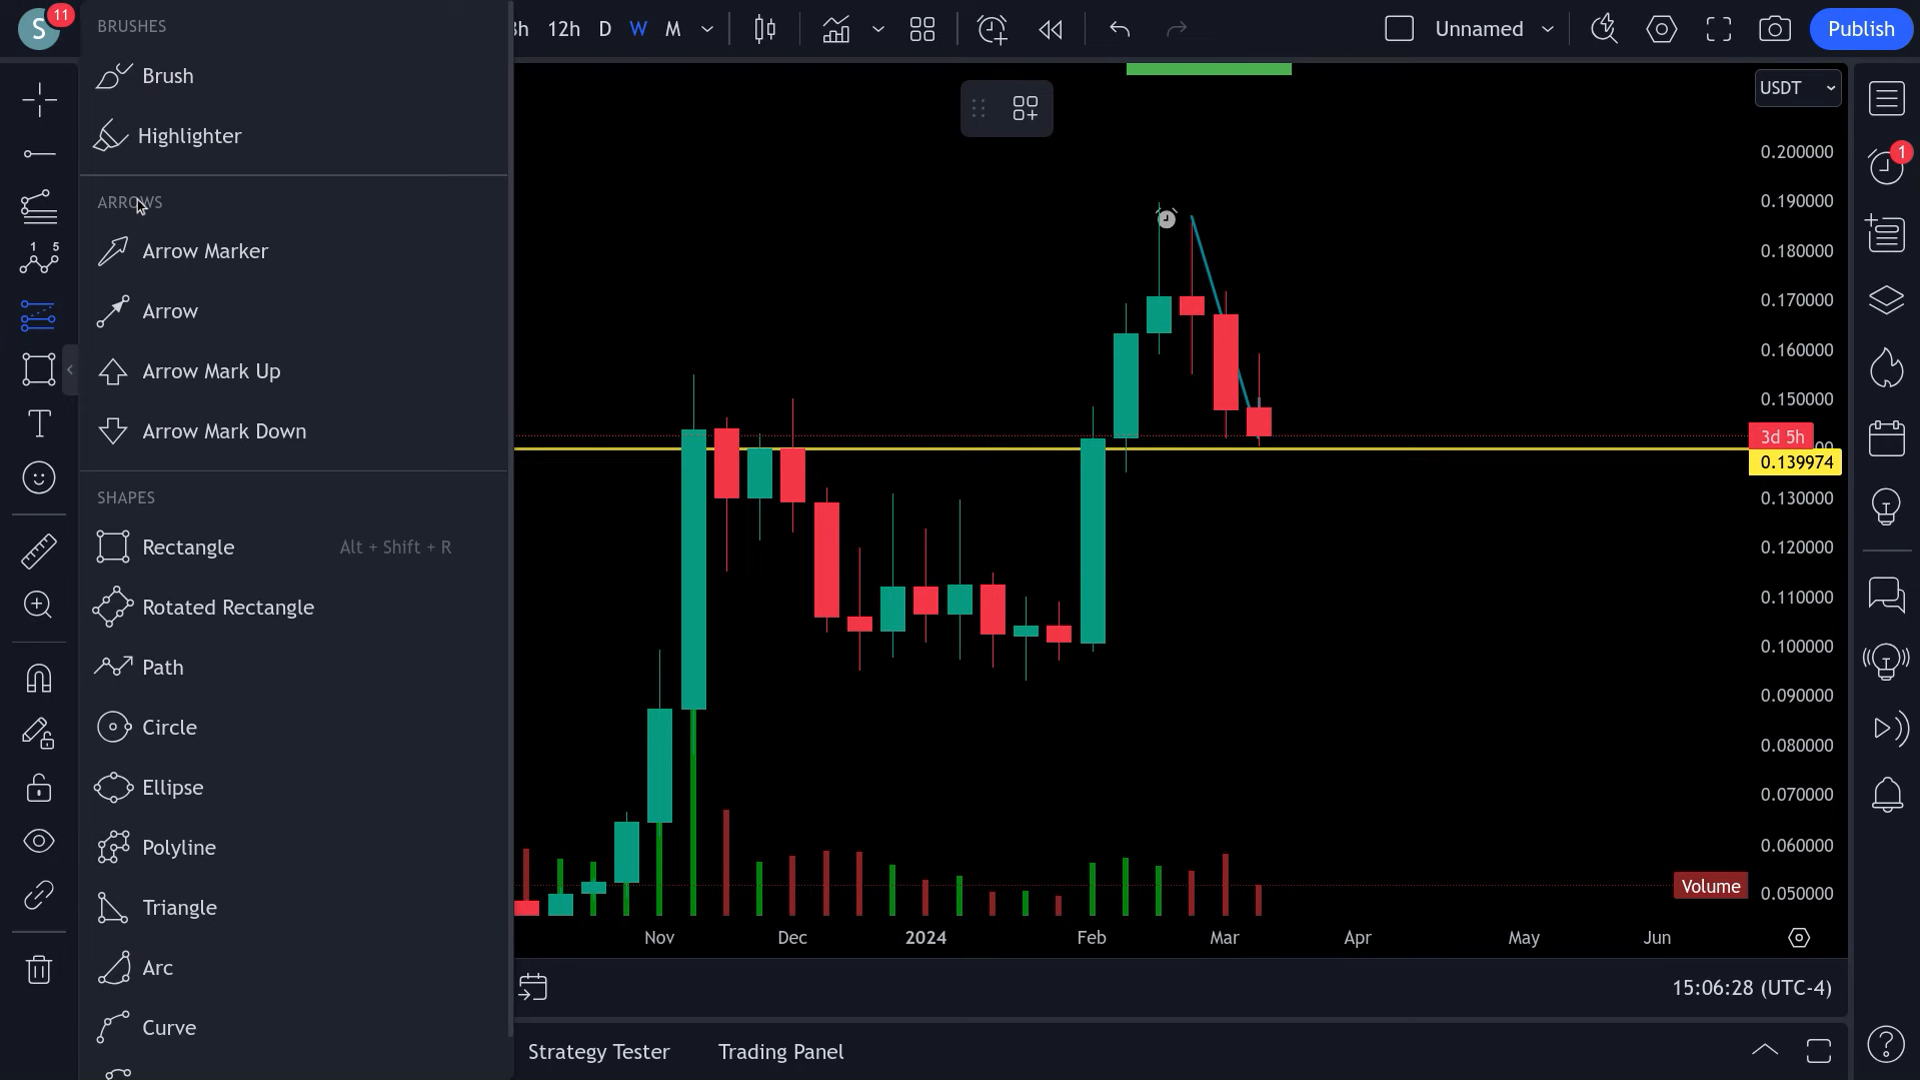 S
11
BRUSHES
Brush
Highlighter
ARROWS
Arrow Marker
Arrow
Arrow Mark Up
Arrow Mark Down
SHAPES
Rectangle
Alt + Shift + R
Rotated Rectangle
Path
Circle
Ellipse
Polyline
Triangle
Arc
Curve
1 5
12h
D
W
M
Unnamed
Publish
USDT
1
0.200000
0.190000
0.180000
0.170000
0.160000
0.150000
3d 5h
0.139974
0.130000
0.120000
0.110000
0.100000
0.090000
0.080000
0.070000
0.060000
0.050000
Volume
Nov
Dec
2024
Feb
Mar
Apr
May
Jun
15:06:28 (UTC-4)
Strategy Tester
Trading Panel